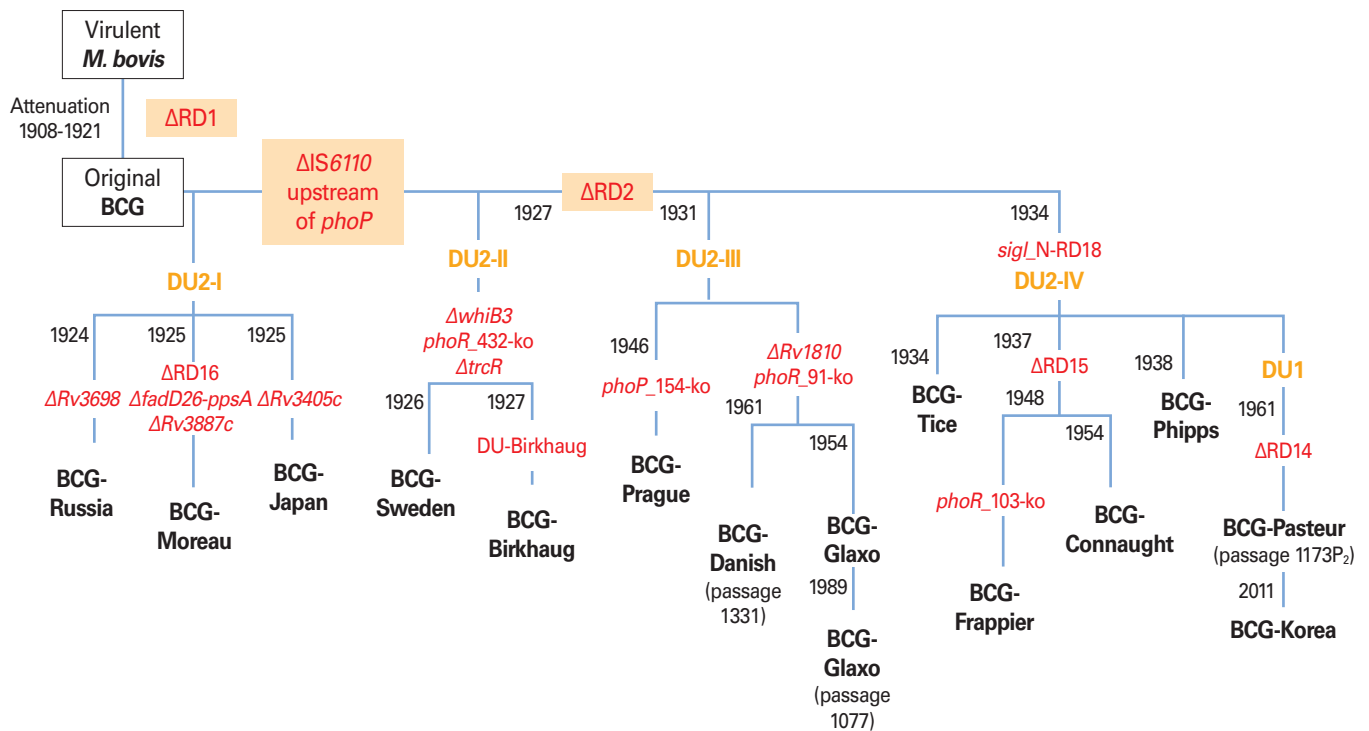 Virulent
M. bovis
Attenuation
1908-1921
ΔRD1
Original
BCG
ΔIS6110
upstream
of phoP
1927
ΔRD2
1931
1934
sigI_N-RD18
DU2-I
DU2-II
DU2-III
DU2-IV
1924
1925
1925
ΔRv3698
ΔRD16
ΔfadD26-ppsA
ΔRv3887c
ΔRv3405c
BCG-
Russia
BCG-
Moreau
BCG-
Japan
ΔwhiB3
phoR_432-ko
ΔtrcR
1926
1927
DU-Birkhaug
BCG-
Sweden
BCG-
Birkhaug
1946
phoP_154-ko
BCG-
Prague
ΔRv1810
phoR_91-ko
1961
1954
BCG-
Danish
(passage
1331)
BCG-
Glaxo
1989
BCG-
Glaxo
(passage
1077)
1934
BCG-
Tice
1937
ΔRD15
1948
1954
phoR_103-ko
BCG-
Frappier
BCG-
Connaught
1938
BCG-
Phipps
DU1
1961
ΔRD14
BCG-Pasteur
(passage 1173P₂)
2011
BCG-Korea